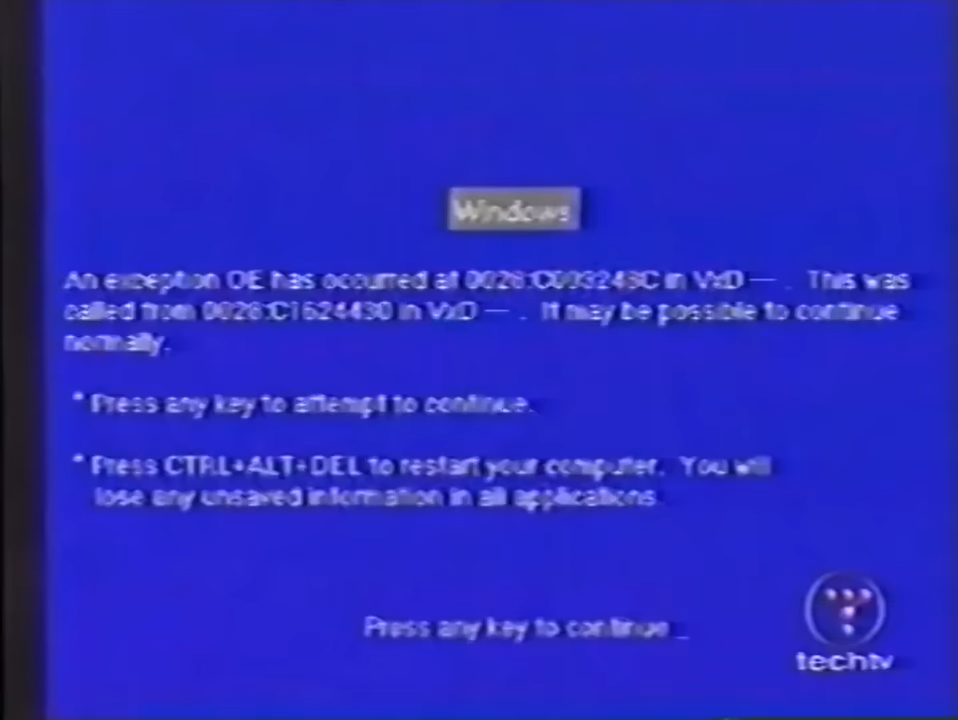 Windows
An exception 0E has occurred at 0028:C003248C in VxD --- . This was
called from 0028:C1624430 in VxD --- . It may be possible to continue
normally.
* Press any key to attempt to continue.
* Press CTRL+ALT+DEL to restart your computer. You will
lose any unsaved information in all applications.
Press any key to continue _
techtv